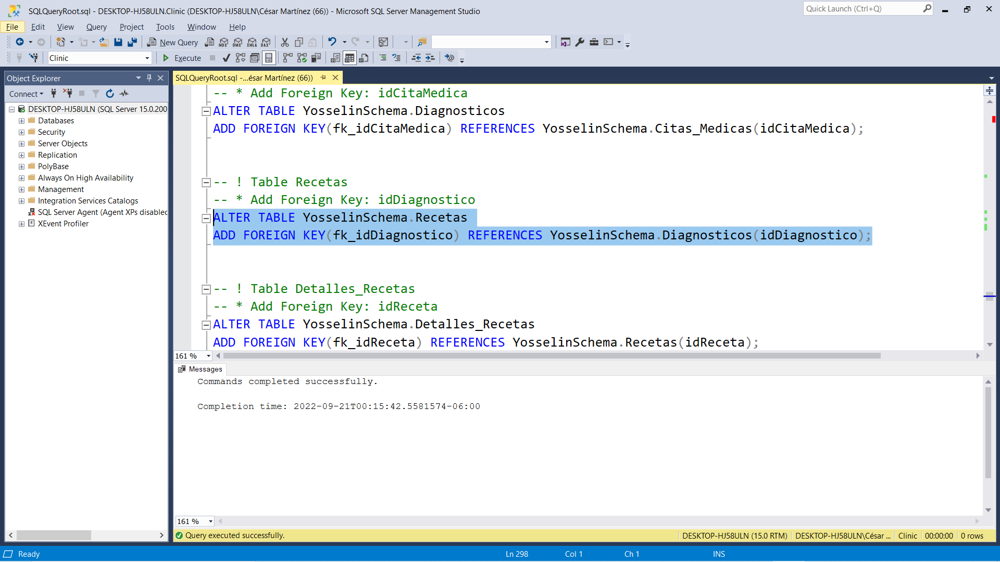 SQLQueryRoot.sql - DESKTOP-HJ58ULN.Clinic (DESKTOP-HJ58ULN\César Martínez (66)) - Microsoft SQL Server Management Studio
Quick Launch (Ctrl+Q)
File Edit View Query Project Tools Window Help
New Query MDX DMX XMLA DAX
Clinic Execute
Object Explorer
SQLQueryRoot.sql -...ésar Martínez (66))
Connect
DESKTOP-HJ58ULN (SQL Server 15.0.200
Databases
Security
Server Objects
Replication
PolyBase
Always On High Availability
Management
Integration Services Catalogs
SQL Server Agent (Agent XPs disabled
XEvent Profiler
-- * Add Foreign Key: idCitaMedica
ALTER TABLE YosselinSchema.Diagnosticos
ADD FOREIGN KEY(fk_idCitaMedica) REFERENCES YosselinSchema.Citas_Medicas(idCitaMedica);
-- ! Table Recetas
-- * Add Foreign Key: idDiagnostico
ALTER TABLE YosselinSchema.Recetas
ADD FOREIGN KEY(fk_idDiagnostico) REFERENCES YosselinSchema.Diagnosticos(idDiagnostico);
-- ! Table Detalles_Recetas
-- * Add Foreign Key: idReceta
ALTER TABLE YosselinSchema.Detalles_Recetas
ADD FOREIGN KEY(fk_idReceta) REFERENCES YosselinSchema.Recetas(idReceta);
161 %
Messages
Commands completed successfully.
Completion time: 2022-09-21T00:15:42.5581574-06:00
161 %
Query executed successfully.
DESKTOP-HJ58ULN (15.0 RTM) DESKTOP-HJ58ULN\César ... Clinic 00:00:00 0 rows
Ready Ln 298 Col 1 Ch 1 INS